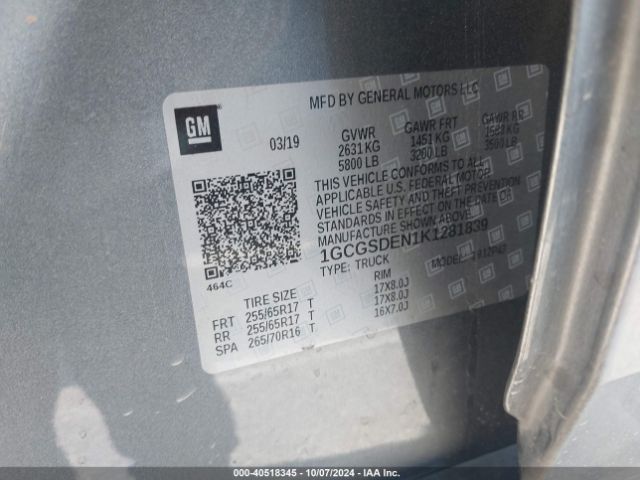 MFD BY GENERAL MOTORS LLC
GM
03/19
GVWR GAWR FRT GAWR RR
2631 KG 1451 KG KG
5800 LB 3200 LB 3500 LB
THIS VEHICLE CONFORMS TO ALL
APPLICABLE U.S. FEDERAL MOTOR
VEHICLE SAFETY AND THEFT PREVENTION
STANDARDS IN EFFECT ON THE DATE OF
MANUFACTURE SHOWN ABOVE.
1GCGSDEN1K1281839
TYPE: TRUCK MODEL:
464C
TIRE SIZE RIM
FRT 255/65R17 T 17X8.0J
RR 255/65R17 T 17X8.0J
SPA 265/70R16 T 16X7.0J
000-40518345 - 10/07/2024 - IAA Inc.